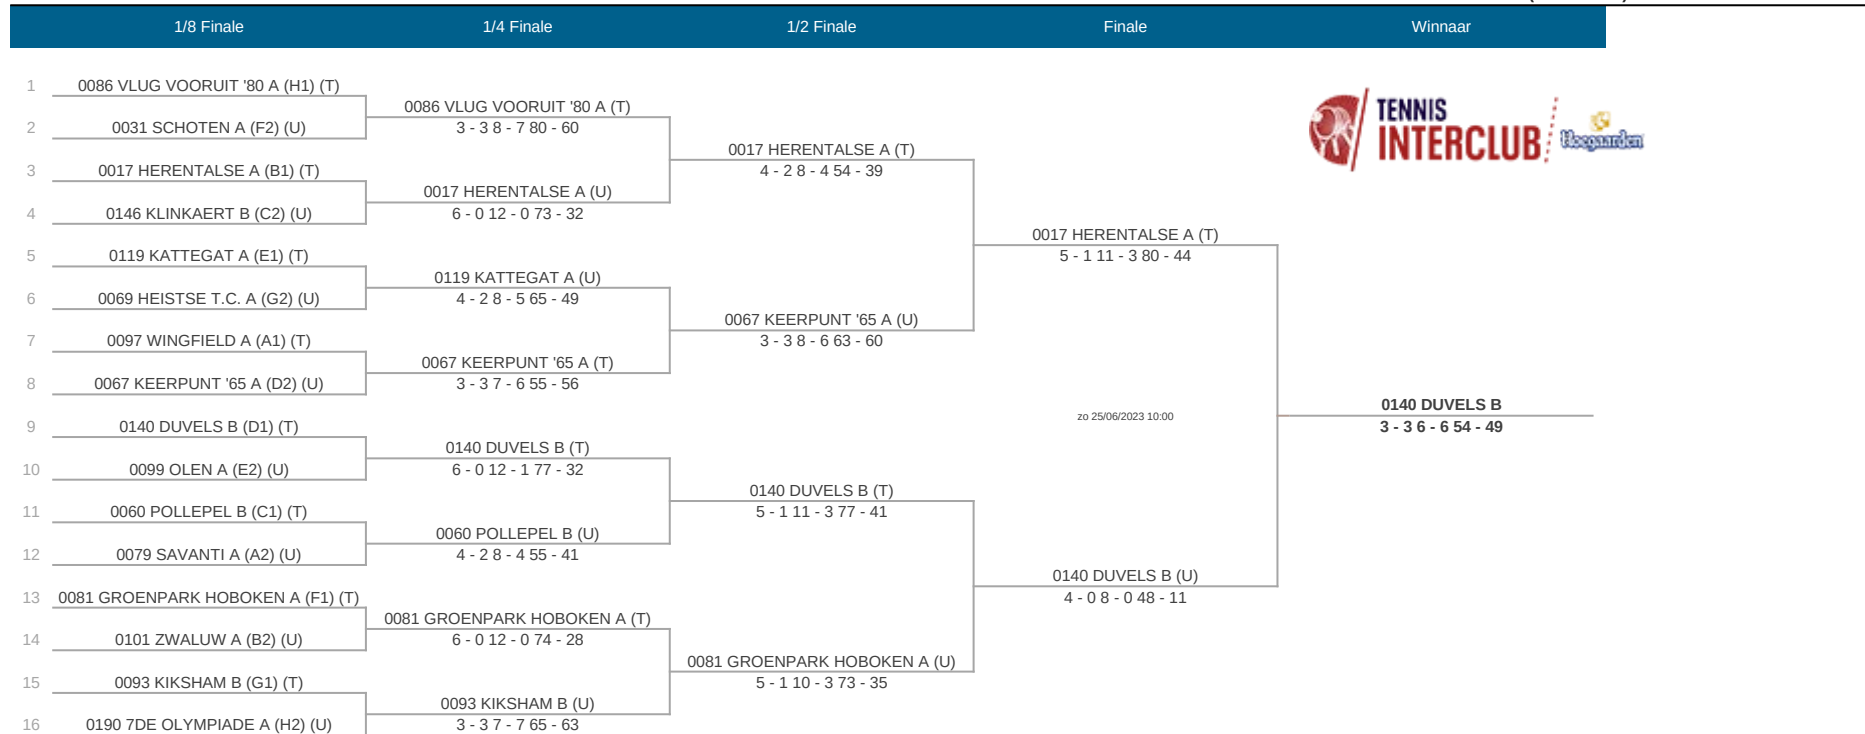 1/8 Finale 1/4 Finale 1/2 Finale Finale Winnaar
1 0086 VLUG VOORUIT '80 A (H1) (T)
0086 VLUG VOORUIT '80 A (T)
TENNIS
INTERCLUB
Hoegaarden
2 0031 SCHOTEN A (F2) (U)
3 - 3 8 - 7 80 - 60
0017 HERENTALSE A (T)
3 0017 HERENTALSE A (B1) (T)
4 - 2 8 - 4 54 - 39
0017 HERENTALSE A (U)
4 0146 KLINKAERT B (C2) (U)
6 - 0 12 - 0 73 - 32
0017 HERENTALSE A (T)
5 0119 KATTEGAT A (E1) (T)
5 - 1 11 - 3 80 - 44
0119 KATTEGAT A (U)
6 0069 HEISTSE T.C. A (G2) (U)
4 - 2 8 - 5 65 - 49
0067 KEERPUNT '65 A (U)
7 0097 WINGFIELD A (A1) (T)
3 - 3 8 - 6 63 - 60
0067 KEERPUNT '65 A (T)
8 0067 KEERPUNT '65 A (D2) (U)
3 - 3 7 - 6 55 - 56
0140 DUVELS B
zo 25/06/2023 10:00
9 0140 DUVELS B (D1) (T)
3 - 3 6 - 6 54 - 49
0140 DUVELS B (T)
10 0099 OLEN A (E2) (U)
6 - 0 12 - 1 77 - 32
0140 DUVELS B (T)
11 0060 POLLEPEL B (C1) (T)
5 - 1 11 - 3 77 - 41
0060 POLLEPEL B (U)
12 0079 SAVANTI A (A2) (U)
4 - 2 8 - 4 55 - 41
0140 DUVELS B (U)
13 0081 GROENPARK HOBOKEN A (F1) (T)
4 - 0 8 - 0 48 - 11
0081 GROENPARK HOBOKEN A (T)
14 0101 ZWALUW A (B2) (U)
6 - 0 12 - 0 74 - 28
0081 GROENPARK HOBOKEN A (U)
15 0093 KIKSHAM B (G1) (T)
5 - 1 10 - 3 73 - 35
0093 KIKSHAM B (U)
16 0190 7DE OLYMPIADE A (H2) (U)
3 - 3 7 - 7 65 - 63